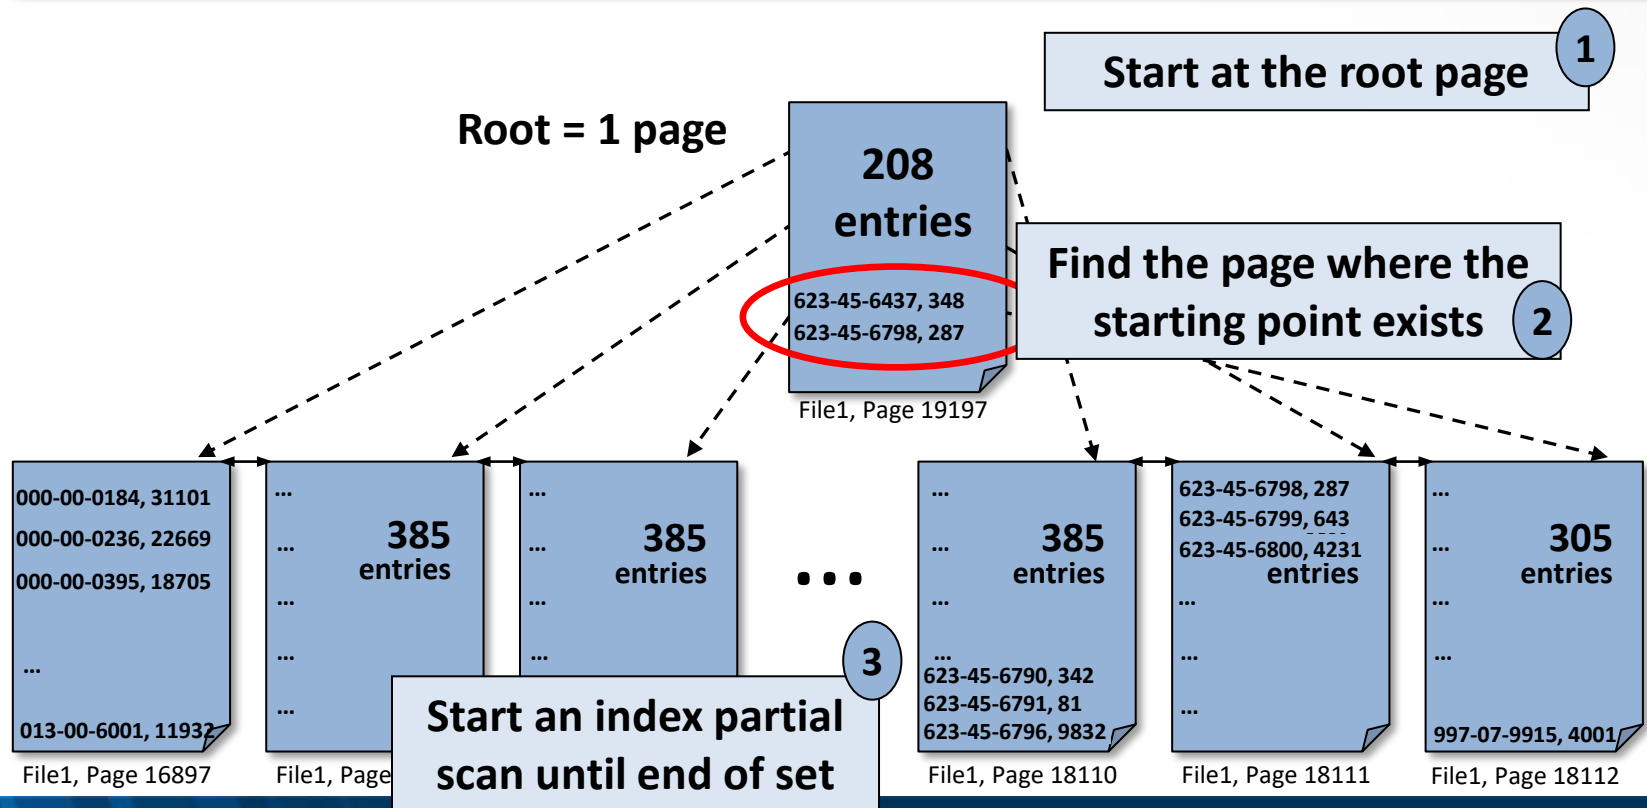 Start at the root page
1
Root = 1 page
208
entries
Find the page where the
starting point exists
2
623-45-6437, 348
623-45-6798, 287
File1, Page 19197
000-00-0184, 31101
000-00-0236, 22669
000-00-0395, 18705
...
013-00-6001, 11932
File1, Page 16897
...
...
385
entries
...
...
...
File1, Page
...
...
385
entries
...
...
...
3
Start an index partial
scan until end of set
...
...
385
entries
...
...
623-45-6790, 342
623-45-6791, 81
623-45-6796, 9832
File1, Page 18110
623-45-6798, 287
623-45-6799, 643
623-45-6800, 4231
entries
...
...
...
File1, Page 18111
...
...
305
entries
...
...
997-07-9915, 4001
File1, Page 18112